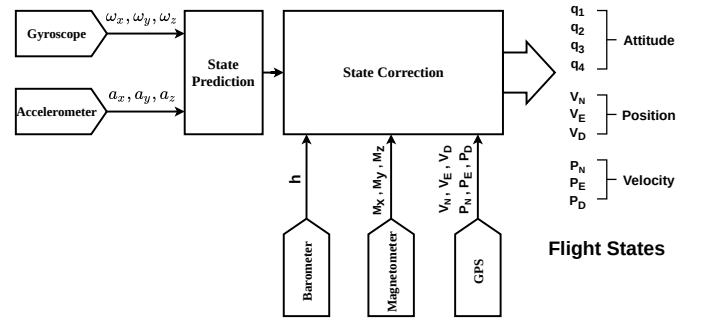 Gyroscope
ωx, ωy, ωz
Accelerometer
ax, ay, az
State
Prediction
State Correction
h
Mx , My , Mz
VN, VE , VD
PN , PE , PD
Barometer
Magnetometer
GPS
q1
q2
q3
q4
Attitude
VN
VE
VD
Position
PN
PE
PD
Velocity
Flight States